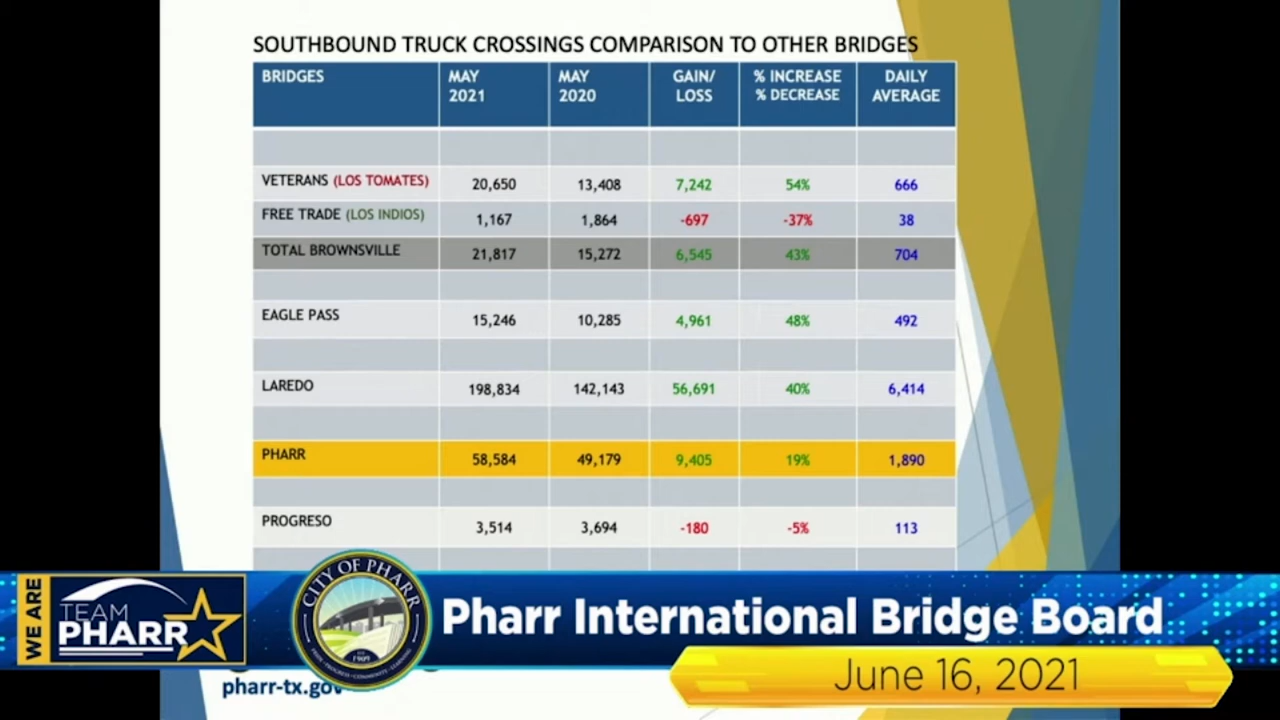 SOUTHBOUND TRUCK CROSSINGS COMPARISON TO OTHER BRIDGES
BRIDGES MAY 2021 MAY 2020 GAIN/ LOSS % INCREASE % DECREASE DAILY AVERAGE
VETERANS (LOS TOMATES) 20,650 13,408 7,242 54% 666
FREE TRADE (LOS INDIOS) 1,167 1,864 -697 -37% 38
TOTAL BROWNSVILLE 21,817 15,272 6,545 43% 704
EAGLE PASS 15,246 10,285 4,961 48% 492
LAREDO 198,834 142,143 56,691 40% 6,414
PHARR 58,584 49,179 9,405 19% 1,890
PROGRESO 3,514 3,694 -180 -5% 113
WE ARE
TEAM
PHARR
CITY OF PHARR
1909
Pharr International Bridge Board
June 16, 2021
pharr-tx.gov